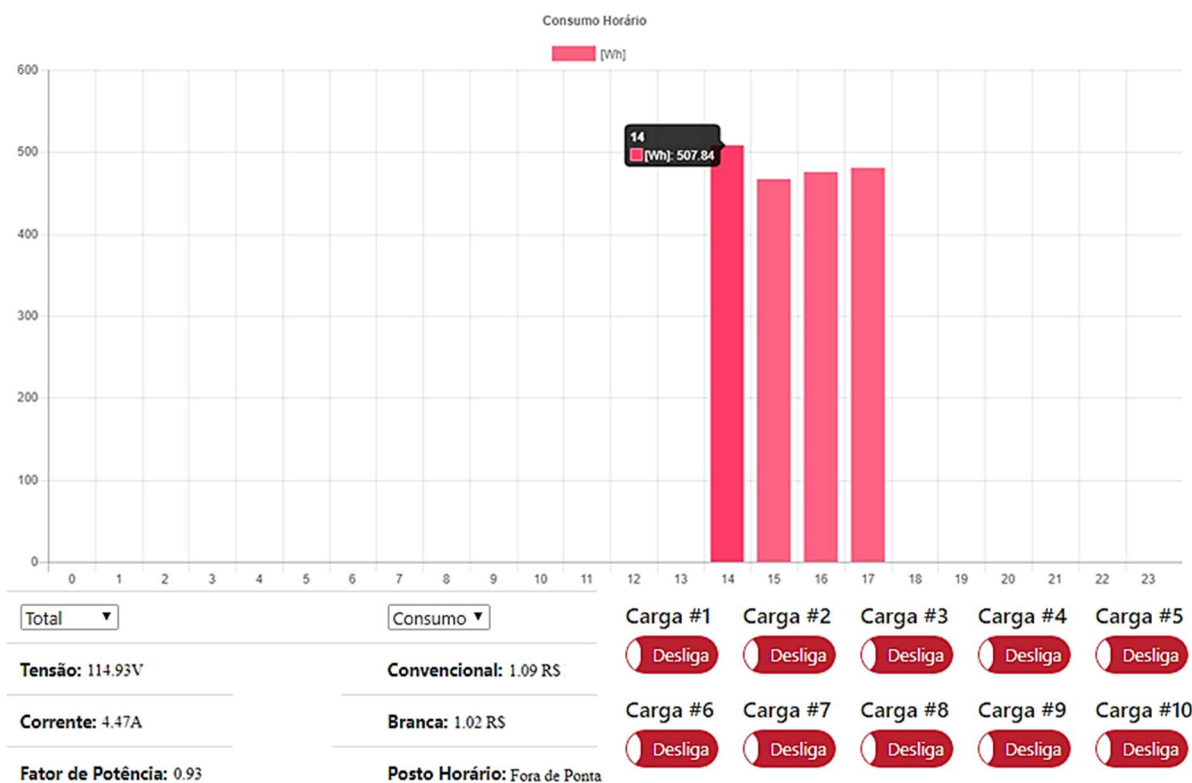 Consumo Horário
[Wh]
600
500
400
300
200
100
0
14
[Wh]: 507.84
0 1 2 3 4 5 6 7 8 9 10 11 12 13 14 15 16 17 18 19 20 21 22 23
Total ▼ Consumo ▼
Tensão: 114.93V Convencional: 1.09 RS
Corrente: 4.47A Branca: 1.02 RS
Fator de Potência: 0.93 Posto Horário: Fora de Ponta
Carga #1 Carga #2 Carga #3 Carga #4 Carga #5
Desliga Desliga Desliga Desliga Desliga
Carga #6 Carga #7 Carga #8 Carga #9 Carga #10
Desliga Desliga Desliga Desliga Desliga